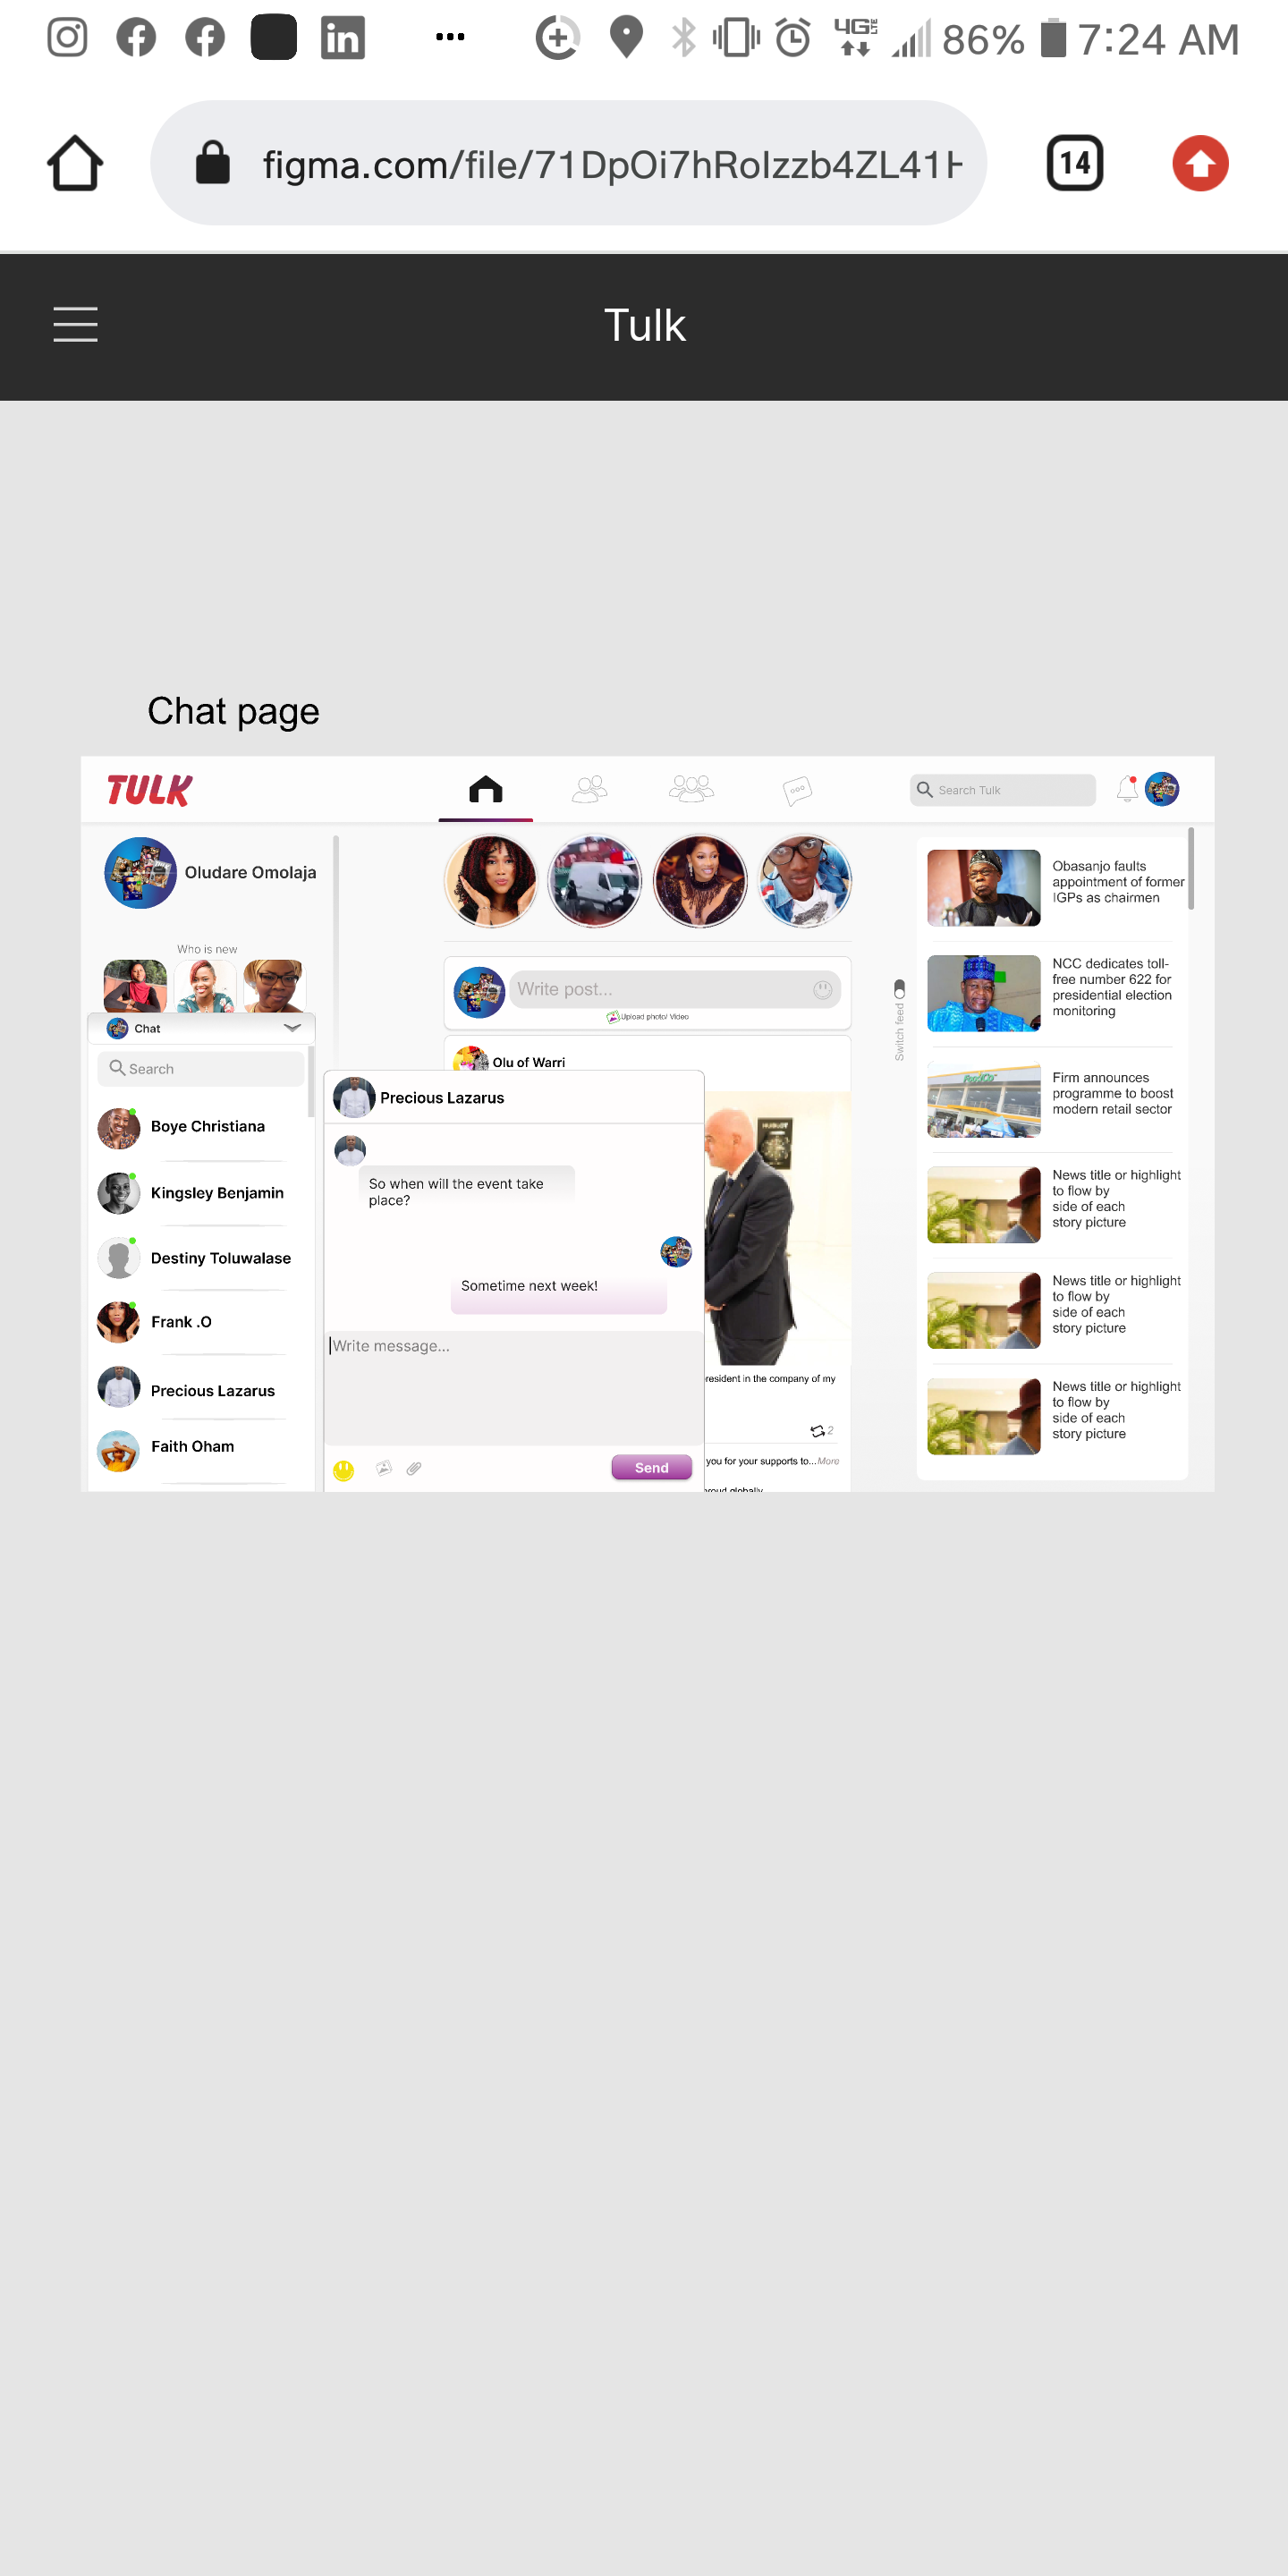 86% 7:24 AM
4G LTE
figma.com/file/71DpOi7hRolzzb4ZL41H
14
Tulk
Chat page
TULK
Search Tulk
Oludare Omolaja
Who is new
Chat
Search
Boye Christiana
Kingsley Benjamin
Destiny Toluwalase
Frank .O
Precious Lazarus
Faith Oham
Write post...
Upload photo/ Video
Olu of Warri
Precious Lazarus
So when will the event take
place?
Sometime next week!
Write message...
Send
resident in the company of my
2
you for your supports to...More
proud globally
Switch feed
Obasanjo faults
appointment of former
IGPs as chairmen
NCC dedicates toll-
free number 622 for
presidential election
monitoring
Firm announces
programme to boost
modern retail sector
News title or highlight
to flow by
side of each
story picture
News title or highlight
to flow by
side of each
story picture
News title or highlight
to flow by
side of each
story picture